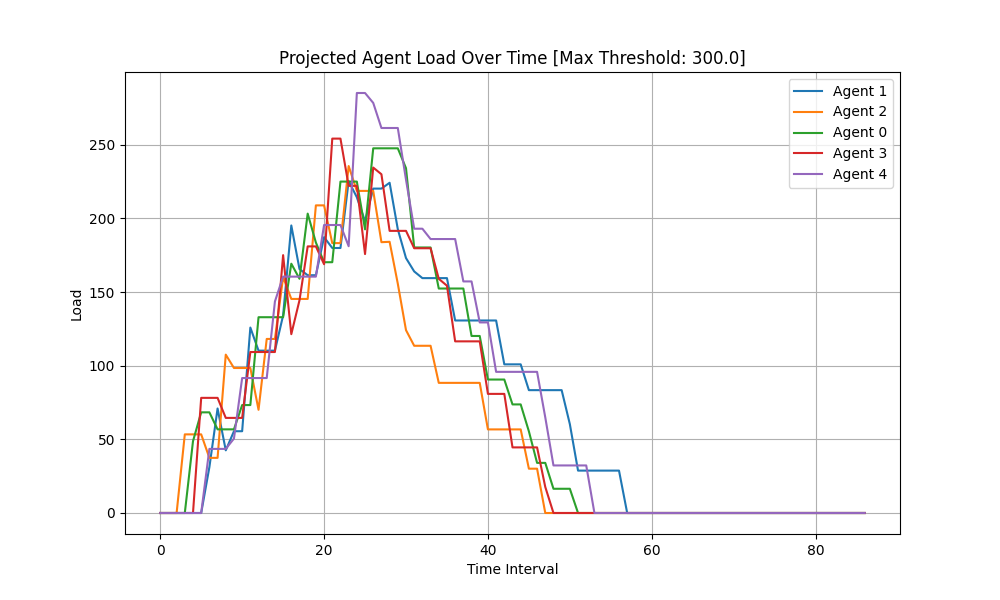 Projected Agent Load Over Time [Max Threshold: 300.0]
Agent 1
Agent 2
Agent 0
Agent 3
Agent 4
Load
250
200
150
100
50
0
0 20 40 60 80
Time Interval